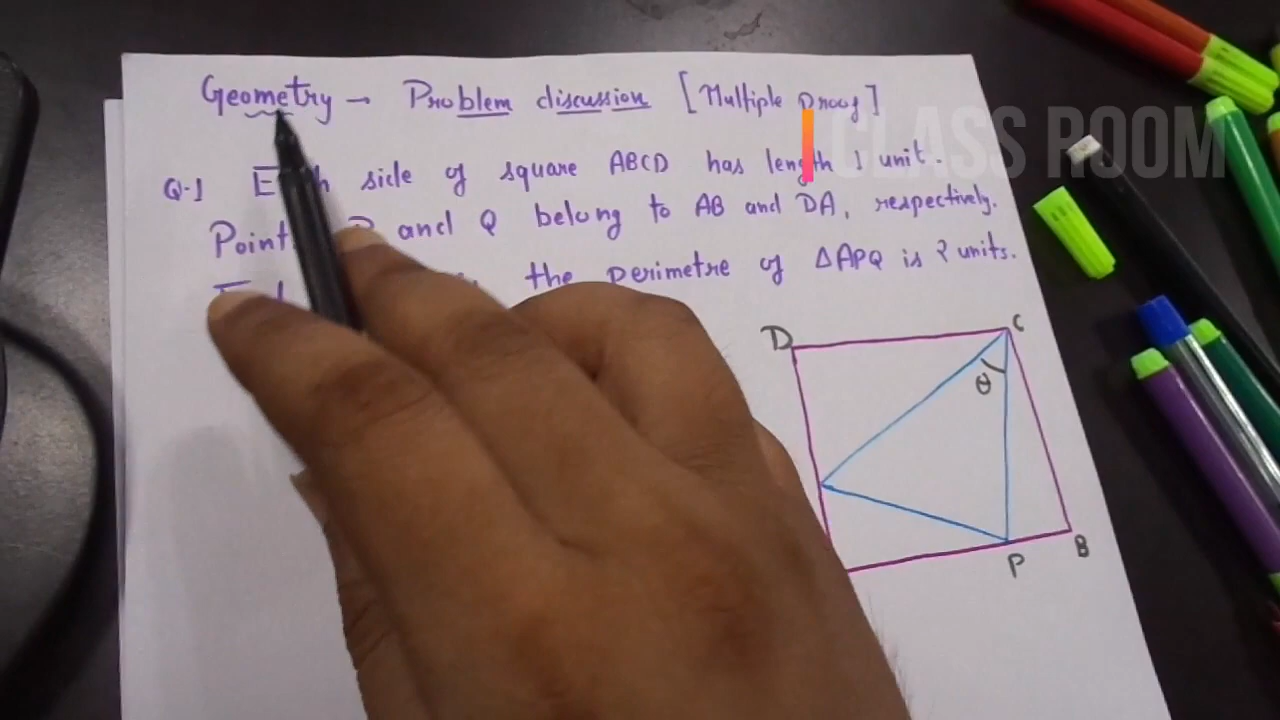 Geometry → Problem discussion [Multiple Proof]
CLASS ROOM
Q-1 side of square ABCD has length 1 unit.
Point and Q belong to AB and DA, respectively.
the perimetre of ΔAPQ is 2 units.
D
C
θ
P
B